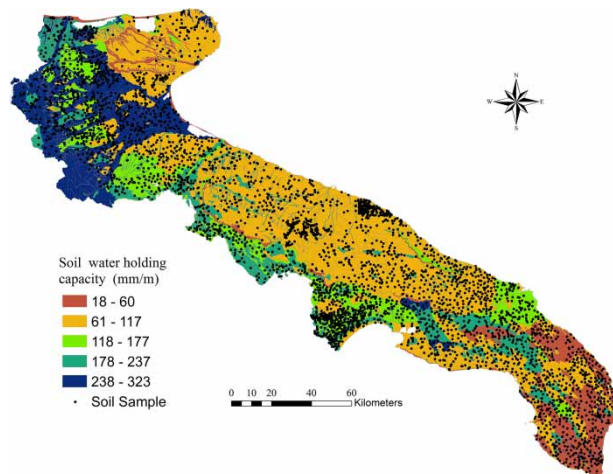 N
W E
S
Soil water holding
capacity (mm/m)
18 - 60
61 - 117
118 - 177
178 - 237
238 - 323
Soil Sample
0 10 20 40 60
Kilometers